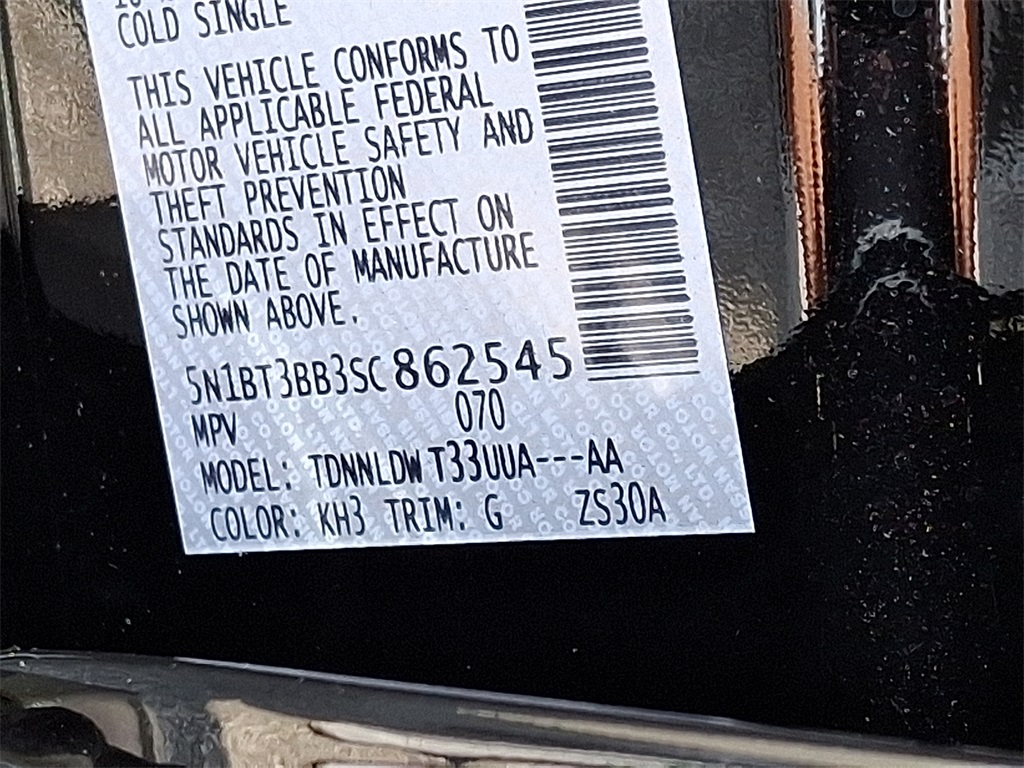 COLD SINGLE
THIS VEHICLE CONFORMS TO
ALL APPLICABLE FEDERAL
MOTOR VEHICLE SAFETY AND
THEFT PREVENTION
STANDARDS IN EFFECT ON
THE DATE OF MANUFACTURE
SHOWN ABOVE.
5N1BT3BB3SC862545
MPV 070
MODEL: TDNNLDWT33UUA---AA
COLOR: KH3 TRIM: G ZS30A